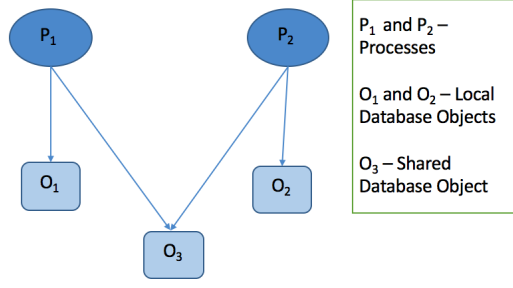 P₁
P₂
O₁
O₂
O₃
P₁ and P₂ –
Processes
O₁ and O₂ – Local
Database Objects
O₃ – Shared
Database Object